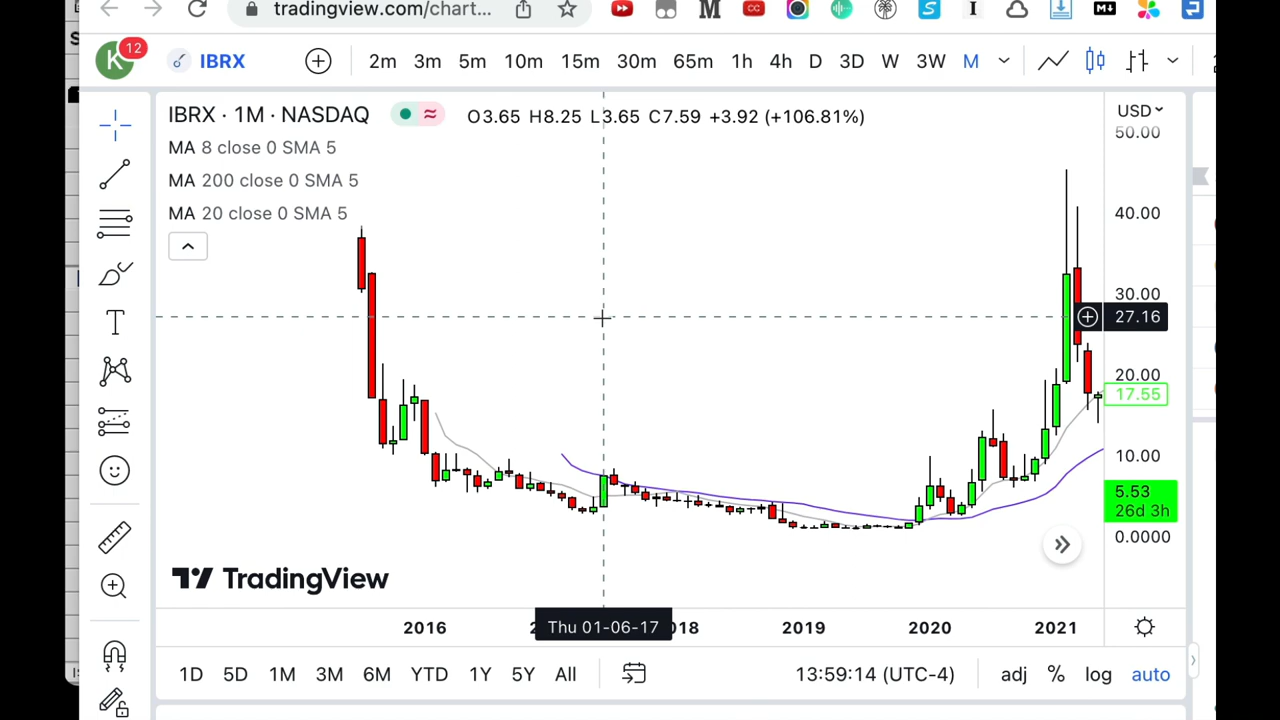 tradingview.com/chart...
M
CC
S
I
MD
K
12
IBRX
2m 3m 5m 10m 15m 30m 65m 1h 4h D 3D W 3W M
IBRX · 1M · NASDAQ
O3.65 H8.25 L3.65 C7.59 +3.92 (+106.81%)
USD
MA 8 close 0 SMA 5
MA 200 close 0 SMA 5
MA 20 close 0 SMA 5
50.00
40.00
30.00
27.16
20.00
17.55
10.00
5.53
26d 3h
0.0000
T
TradingView
2016 Thu 01-06-17 018 2019 2020 2021
1D 5D 1M 3M 6M YTD 1Y 5Y All
13:59:14 (UTC-4)
adj % log auto